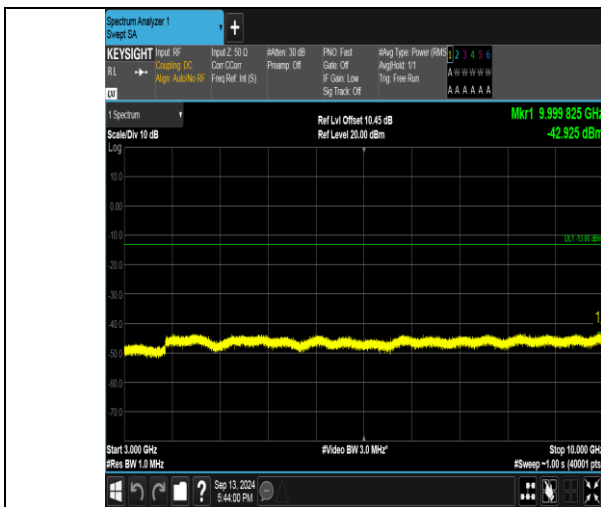 Spectrum Analyzer 1
Swept SA
+
KEYSIGHT
RL
Input: RF
Coupling: DC
Align: Auto/No RF
Input Z: 50 Ω
Corr CCorr
Freq Ref: Int (S)
#Atten: 30 dB
Preamp: Off
PNO: Fast
Gate: Off
IF Gain: Low
Sig Track: Off
#Avg Type: Power (RMS
Avg|Hold: 1/1
Trig: Free Run
1 2 3 4 5 6
A W W W W W
A A A A A A
1 Spectrum
Scale/Div 10 dB
Log
Ref Lvl Offset 10.45 dB
Ref Level 20.00 dBm
Mkr1 9.999 825 GHz
-42.925 dBm
10.0
0.00
-10.0
DL1 -13.00 dBm
-20.0
-30.0
-40.0
1
-50.0
-60.0
-70.0
Start 3.000 GHz
#Res BW 1.0 MHz
#Video BW 3.0 MHz*
Stop 10.000 GHz
#Sweep ~1.00 s (40001 pts
?
Sep 13, 2024
5:44:00 PM